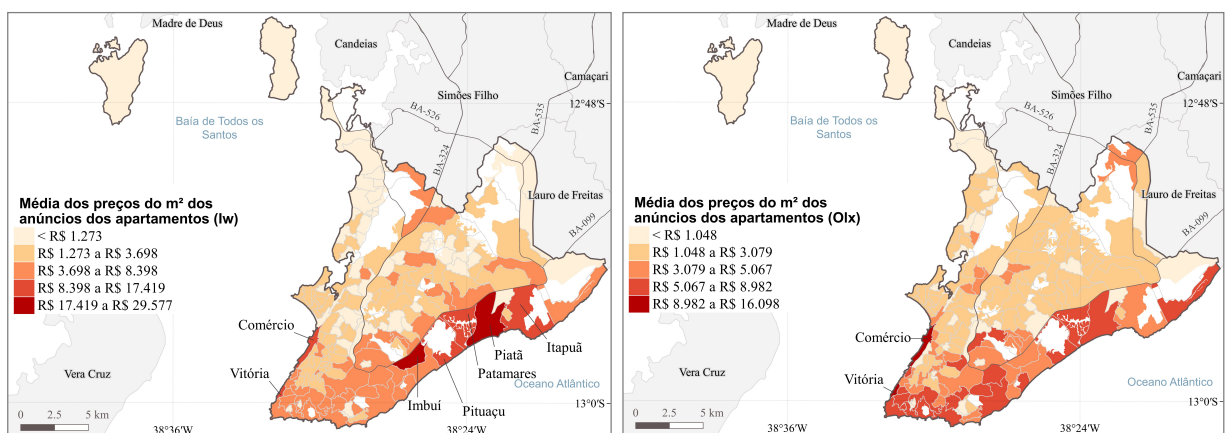 Madre de Deus
Candeias
Camaçari
Simões Filho
12°48'S
BA-526
BA-535
BA-324
Baía de Todos os
Santos
Lauro de Freitas
BA-099
Média dos preços do m² dos
anúncios dos apartamentos (Iw)
< R$ 1.273
R$ 1.273 a R$ 3.698
R$ 3.698 a R$ 8.398
R$ 8.398 a R$ 17.419
R$ 17.419 a R$ 29.577
Comércio
Itapuã
Piatã
Patamares
Vitória
Vera Cruz
Oceano Atlântico
Imbuí
Pituaçu
13°0'S
0 2.5 5 km
38°36'W
38°24'W
Madre de Deus
Candeias
Camaçari
Simões Filho
12°48'S
BA-526
BA-535
BA-324
Baía de Todos os
Santos
Lauro de Freitas
BA-099
Média dos preços do m² dos
anúncios dos apartamentos (Olx)
< R$ 1.048
R$ 1.048 a R$ 3.079
R$ 3.079 a R$ 5.067
R$ 5.067 a R$ 8.982
R$ 8.982 a R$ 16.098
Comércio
Vitória
Vera Cruz
Oceano Atlântico
13°0'S
0 2.5 5 km
38°36'W
38°24'W